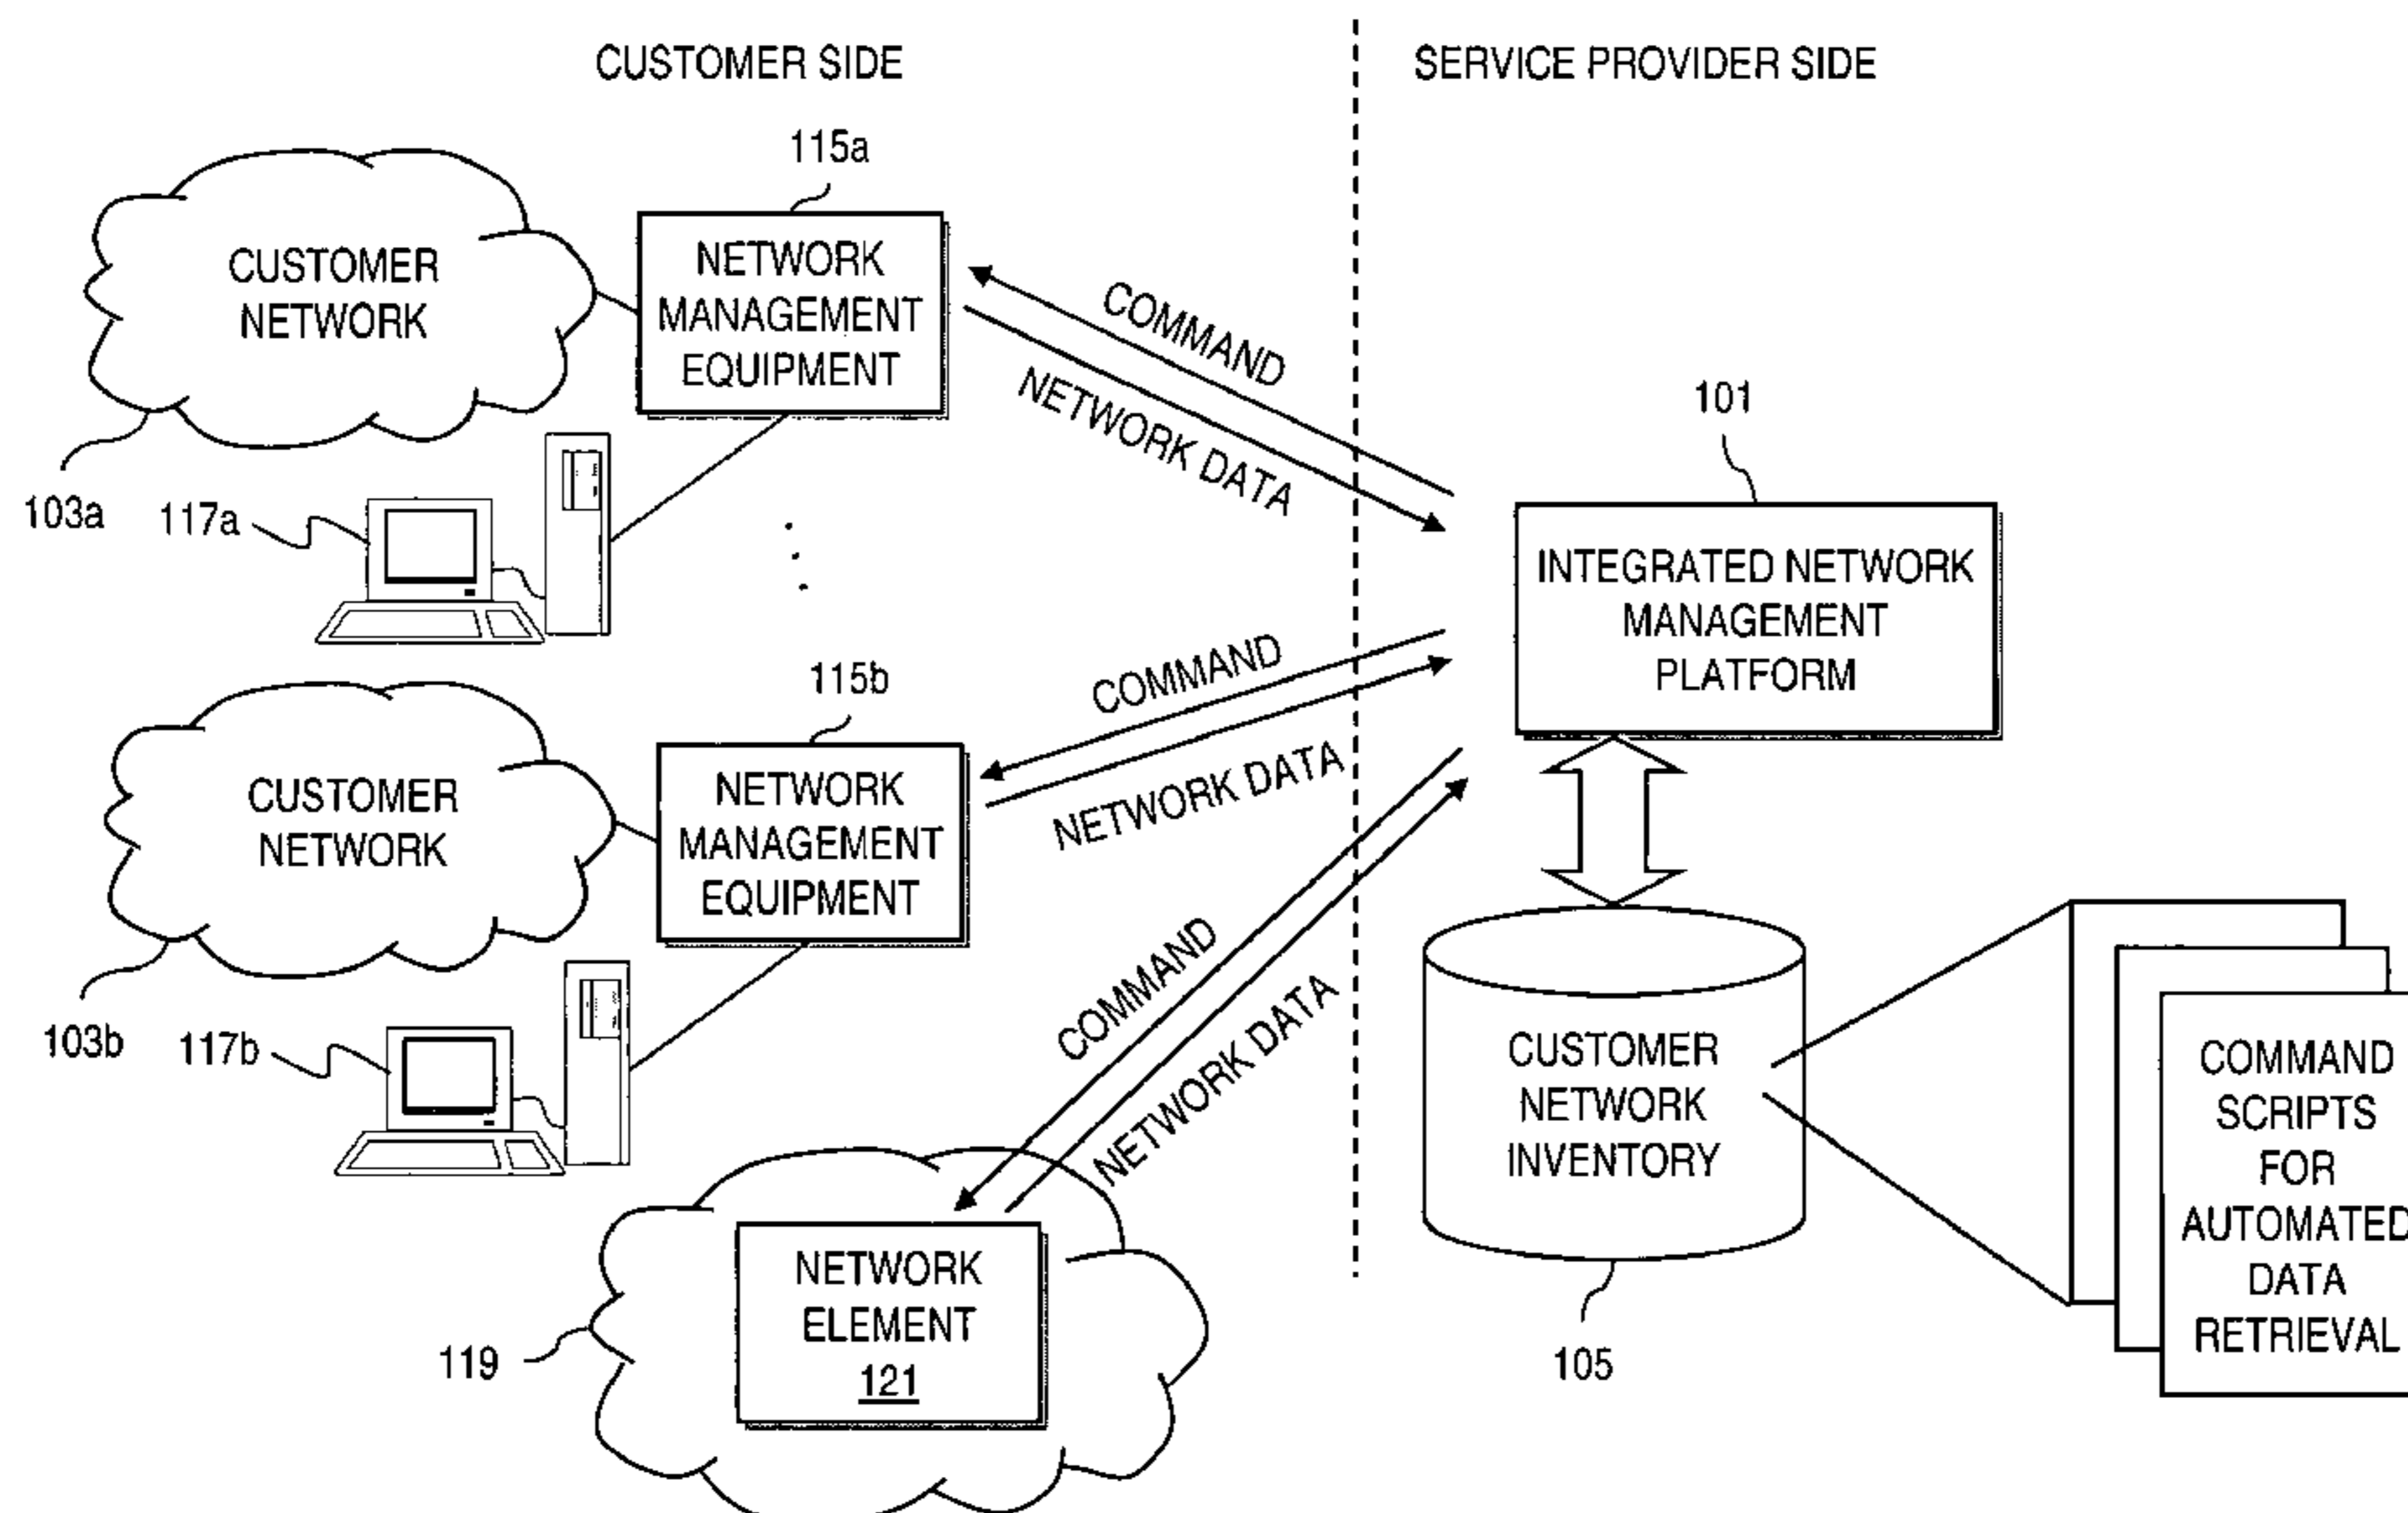 CUSTOMER SIDE
SERVICE PROVIDER SIDE
115a
CUSTOMER
NETWORK
NETWORK
MANAGEMENT
EQUIPMENT
COMMAND
NETWORK DATA
103a
117a
101
INTEGRATED NETWORK
MANAGEMENT
PLATFORM
115b
CUSTOMER
NETWORK
NETWORK
MANAGEMENT
EQUIPMENT
COMMAND
NETWORK DATA
103b
117b
COMMAND
NETWORK DATA
CUSTOMER
NETWORK
INVENTORY
105
COMMAND
SCRIPTS
FOR
AUTOMATED
DATA
RETRIEVAL
NETWORK
ELEMENT
121
119